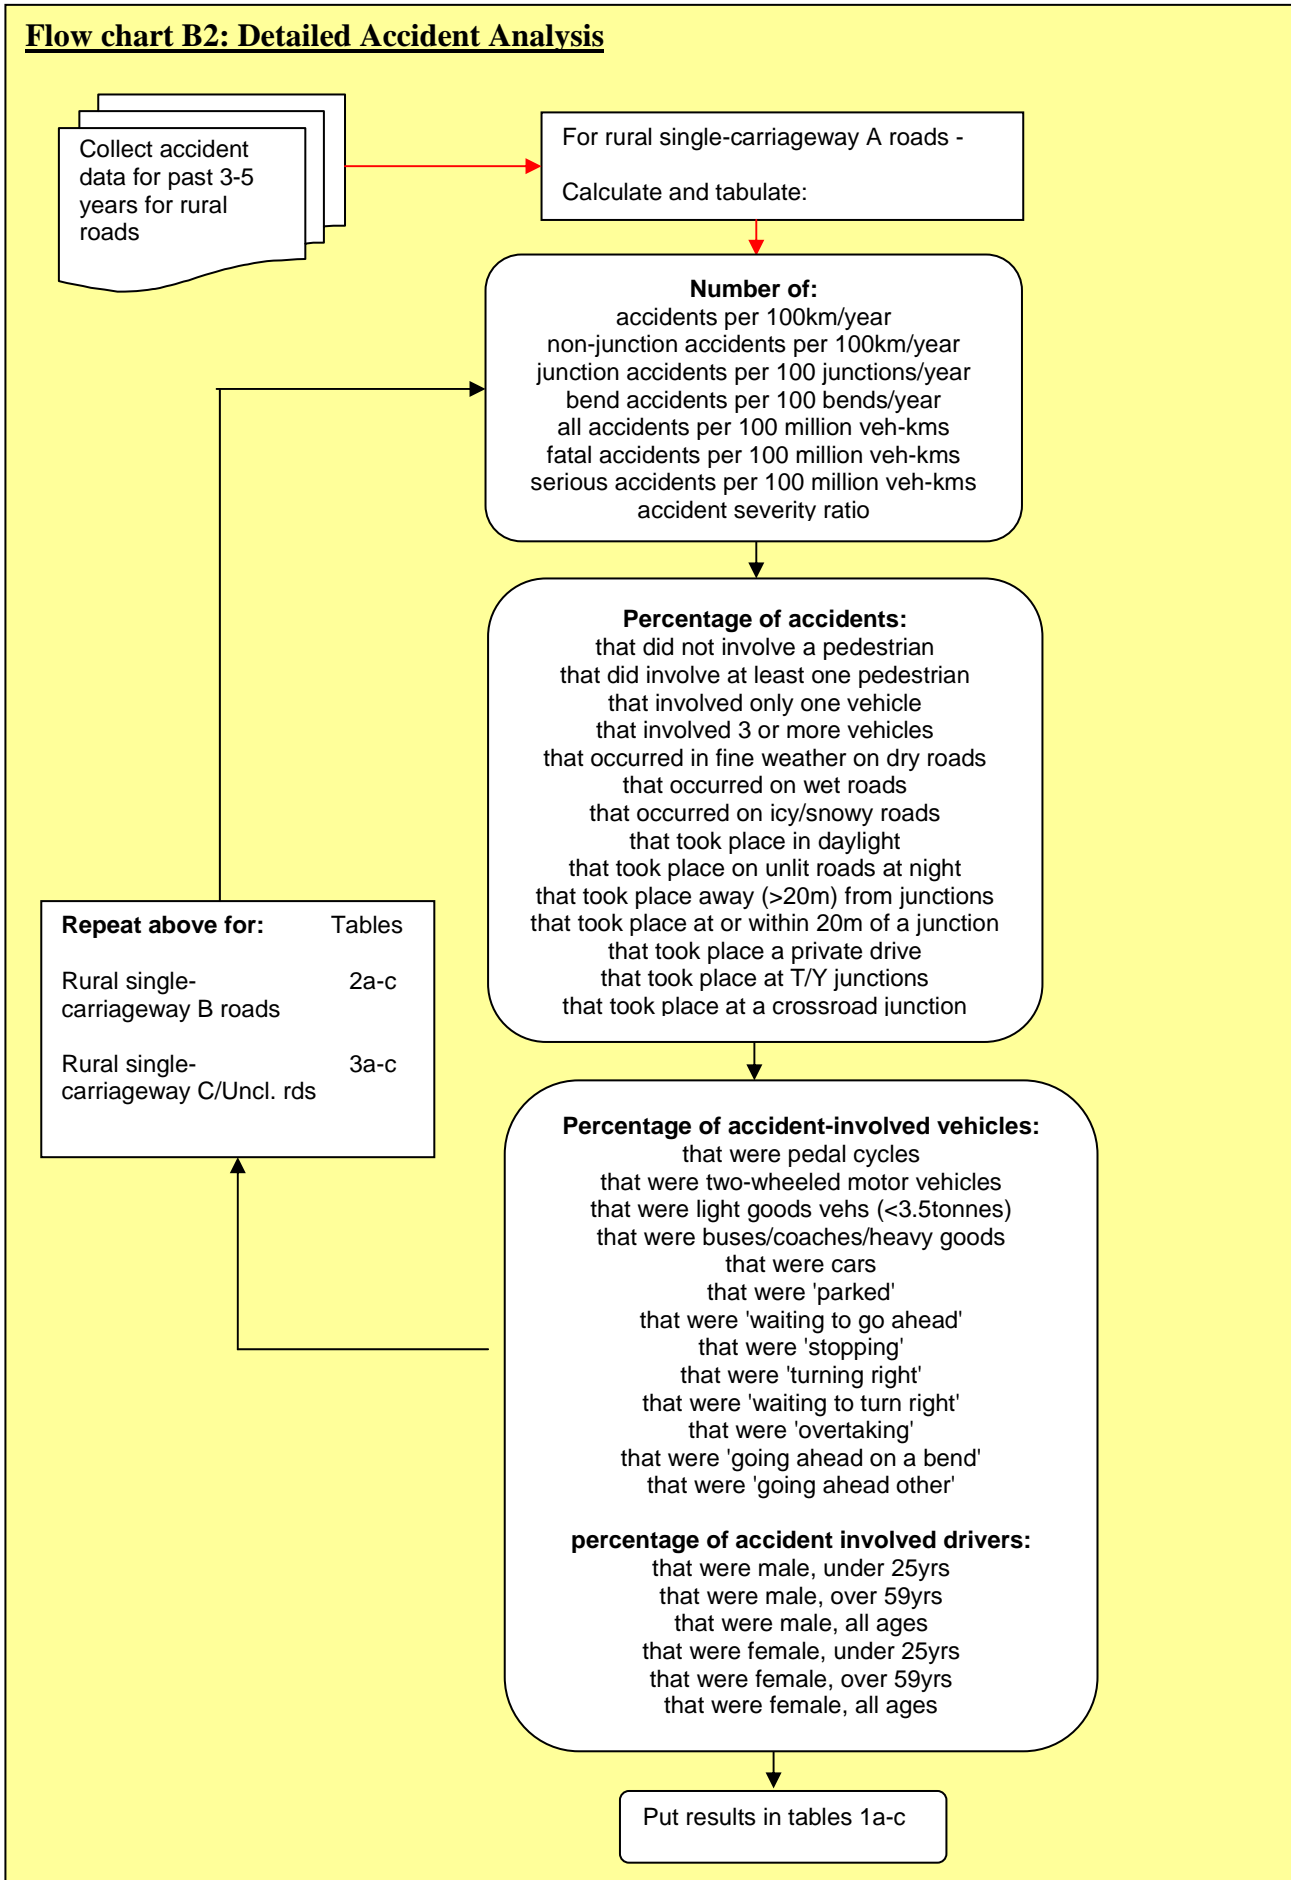 Flow chart B2: Detailed Accident Analysis
Collect accident
data for past 3-5
years for rural
roads
For rural single-carriageway A roads -
Calculate and tabulate:
Number of:
accidents per 100km/year
non-junction accidents per 100km/year
junction accidents per 100 junctions/year
bend accidents per 100 bends/year
all accidents per 100 million veh-kms
fatal accidents per 100 million veh-kms
serious accidents per 100 million veh-kms
accident severity ratio
Percentage of accidents:
that did not involve a pedestrian
that did involve at least one pedestrian
that involved only one vehicle
that involved 3 or more vehicles
that occurred in fine weather on dry roads
that occurred on wet roads
that occurred on icy/snowy roads
that took place in daylight
that took place on unlit roads at night
that took place away (>20m) from junctions
that took place at or within 20m of a junction
that took place a private drive
that took place at T/Y junctions
that took place at a crossroad junction
Repeat above for: Tables
Rural single- 2a-c
carriageway B roads
Rural single- 3a-c
carriageway C/Uncl. rds
Percentage of accident-involved vehicles:
that were pedal cycles
that were two-wheeled motor vehicles
that were light goods vehs (<3.5tonnes)
that were buses/coaches/heavy goods
that were cars
that were 'parked'
that were 'waiting to go ahead'
that were 'stopping'
that were 'turning right'
that were 'waiting to turn right'
that were 'overtaking'
that were 'going ahead on a bend'
that were 'going ahead other'
percentage of accident involved drivers:
that were male, under 25yrs
that were male, over 59yrs
that were male, all ages
that were female, under 25yrs
that were female, over 59yrs
that were female, all ages
Put results in tables 1a-c